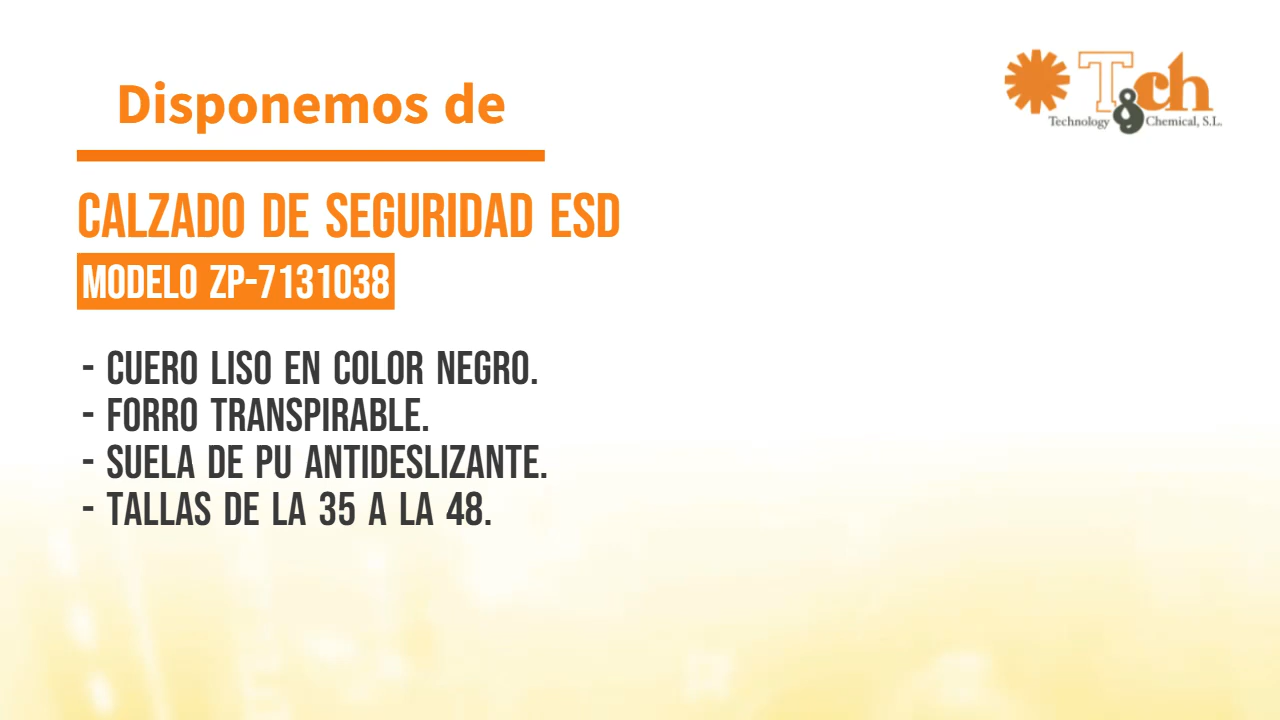 Disponemos de
T&ch
Technology & Chemical, S.L.
CALZADO DE SEGURIDAD ESD
MODELO ZP-7131038
- CUERO LISO EN COLOR NEGRO.
- FORRO TRANSPIRABLE.
- SUELA DE PU ANTIDESLIZANTE.
- TALLAS DE LA 35 A LA 48.